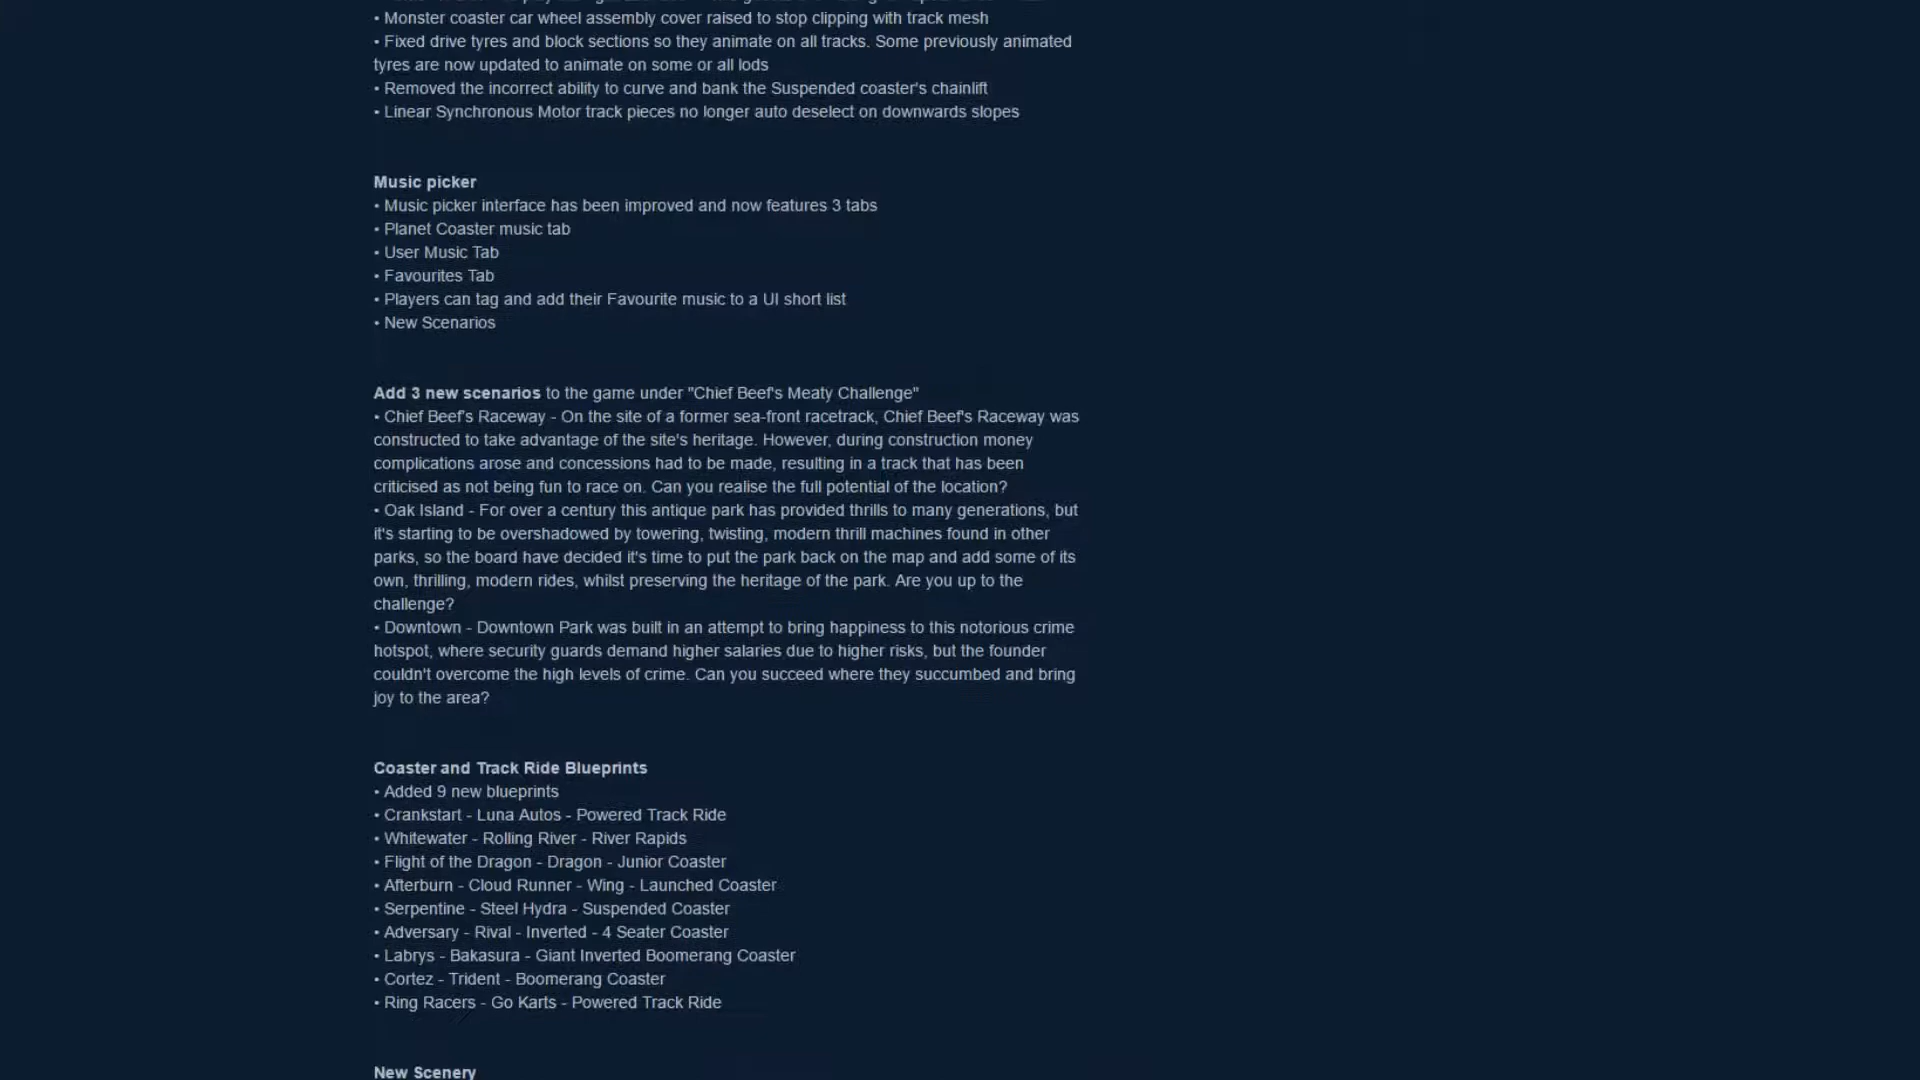 • Monster coaster car wheel assembly cover raised to stop clipping with track mesh
• Fixed drive tyres and block sections so they animate on all tracks. Some previously animated
tyres are now updated to animate on some or all lods
• Removed the incorrect ability to curve and bank the Suspended coaster's chainlift
• Linear Synchronous Motor track pieces no longer auto deselect on downwards slopes
Music picker
• Music picker interface has been improved and now features 3 tabs
• Planet Coaster music tab
• User Music Tab
• Favourites Tab
• Players can tag and add their Favourite music to a UI short list
• New Scenarios
Add 3 new scenarios to the game under "Chief Beef's Meaty Challenge"
• Chief Beef's Raceway - On the site of a former sea-front racetrack, Chief Beef's Raceway was
constructed to take advantage of the site's heritage. However, during construction money
complications arose and concessions had to be made, resulting in a track that has been
criticised as not being fun to race on. Can you realise the full potential of the location?
• Oak Island - For over a century this antique park has provided thrills to many generations, but
it's starting to be overshadowed by towering, twisting, modern thrill machines found in other
parks, so the board have decided it's time to put the park back on the map and add some of its
own, thrilling, modern rides, whilst preserving the heritage of the park. Are you up to the
challenge?
• Downtown - Downtown Park was built in an attempt to bring happiness to this notorious crime
hotspot, where security guards demand higher salaries due to higher risks, but the founder
couldn't overcome the high levels of crime. Can you succeed where they succumbed and bring
joy to the area?
Coaster and Track Ride Blueprints
• Added 9 new blueprints
• Crankstart - Luna Autos - Powered Track Ride
• Whitewater - Rolling River - River Rapids
• Flight of the Dragon - Dragon - Junior Coaster
• Afterburn - Cloud Runner - Wing - Launched Coaster
• Serpentine - Steel Hydra - Suspended Coaster
• Adversary - Rival - Inverted - 4 Seater Coaster
• Labrys - Bakasura - Giant Inverted Boomerang Coaster
• Cortez - Trident - Boomerang Coaster
• Ring Racers - Go Karts - Powered Track Ride
New Scenery